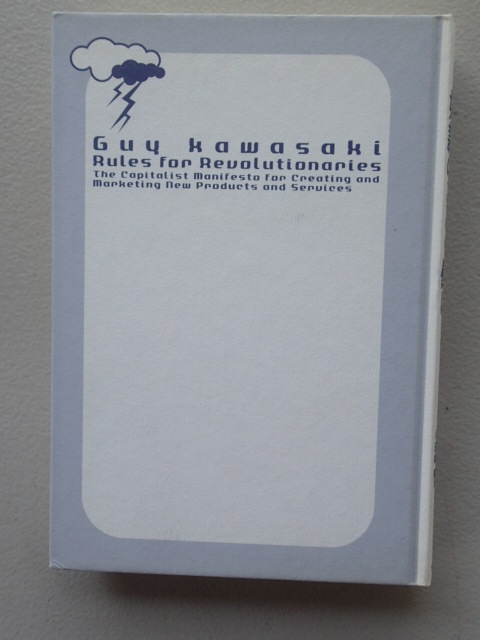 Guy Kawasaki
Rules for Revolutionaries
The Capitalist Manifesto for Creating and
Marketing New Products and Services